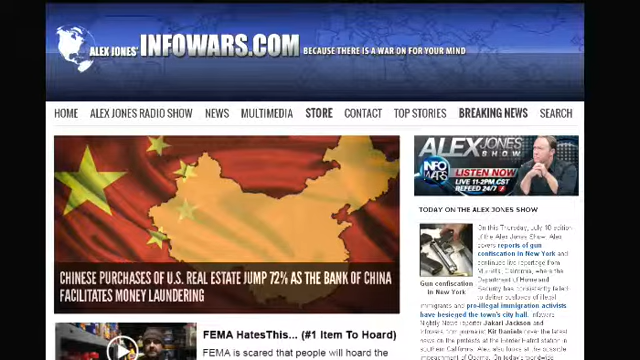 ALEX JONES' INFOWARS.COM BECAUSE THERE IS A WAR ON FOR YOUR MIND
HOME ALEX JONES RADIO SHOW NEWS MULTIMEDIA STORE CONTACT TOP STORIES BREAKING NEWS SEARCH
CHINESE PURCHASES OF U.S. REAL ESTATE JUMP 72% AS THE BANK OF CHINA
FACILITATES MONEY LAUNDERING
FEMA HatesThis... (#1 Item To Hoard)
FEMA is scared that people will hoard the
ALEX JONES
SHOW
INFO
WARS
LISTEN NOW
LIVE 11-2PM CST
REFEED 24/7
TODAY ON THE ALEX JONES SHOW
Gun confiscation
in New York
On this Thursday, July 10 edition
of the Alex Jones Show, Alex
covers reports of gun
confiscation in New York and
continues live reportage from
Murrieta, California, where the
Department of Homeland
Security has consistently failed
to deliver busloads of illegal
immigrants and pro-illegal immigration activists
have besieged the town's city hall. Infowars
Nightly News reporter Jakari Jackson and
Infowars journalist Kit Daniels cover the latest
news on the protests at the
southern California. Alex also looks at the
impeachment of Obama. On today's worldwide